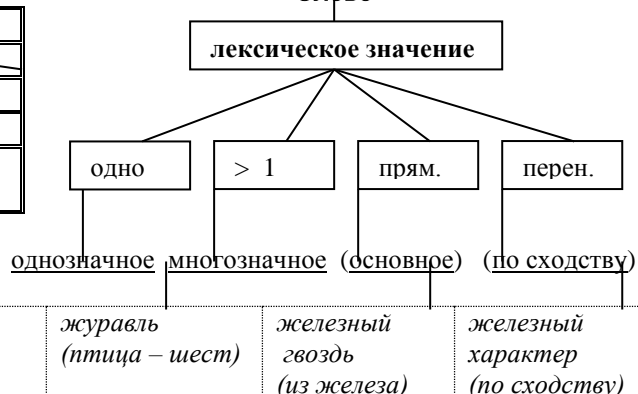 лексическое значение
одно > 1 прям. перен.
однозначное многозначное (основное) (по сходству)
журавль железный железный
(птица – шест) гвоздь характер
(из железа) (по сходству)